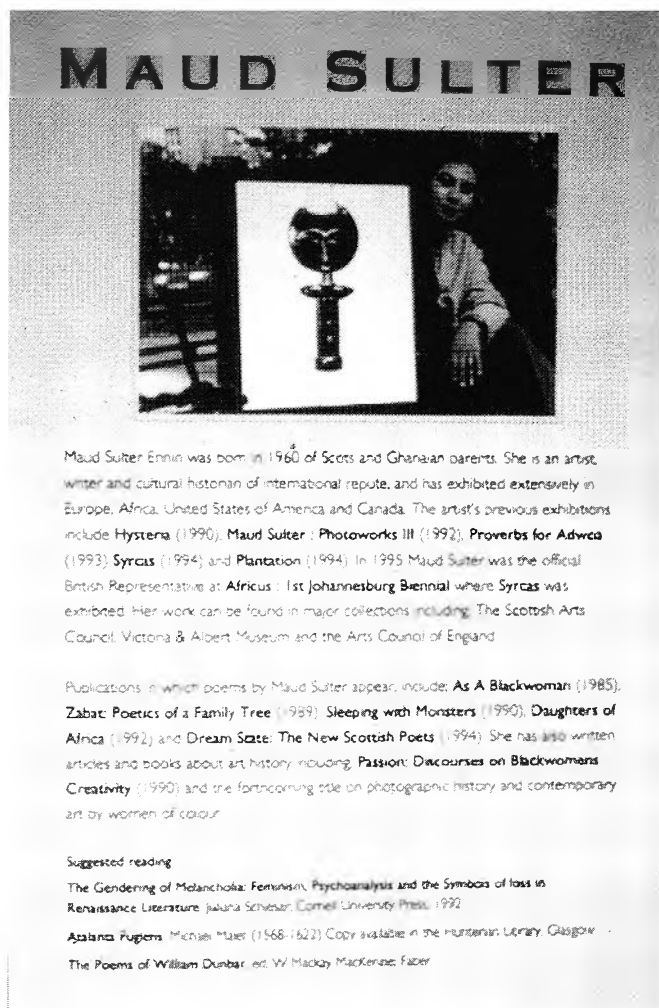 MAUD SULTER
Maud Sulter Ennin was born in 1960 of Scots and Ghanaian parents. She is an artist,
writer and cultural historian of international repute, and has exhibited extensively in
Europe, Africa, United States of America and Canada. The artist's previous exhibitions
include Hysteria (1990), Maud Sulter : Photoworks III (1992), Proverbs for Adwoa
(1993) Syrcas (1994) and Plantation (1994). In 1995 Maud Sulter was the official
British Representative at Africus : 1st Johannesburg Biennial where Syrcas was
exhibited. Her work can be found in major collections including: The Scottish Arts
Council, Victoria & Albert Museum and the Arts Council of England
Publications in which poems by Maud Sulter appear, include: As A Blackwoman (1985),
Zabat: Poetics of a Family Tree (1989) Sleeping with Monsters (1990), Daughters of
Africa (1992) and Dream State: The New Scottish Poets (1994) She has also written
articles and books about art history including: Passion: Discourses on Blackwomans
Creativity (1990) and the forthcoming title on photographic history and contemporary
art by women of colour
Suggested reading
The Gendering of Melancholia: Feminism, Psychoanalysis and the Symbols of loss in
Renaissance Literature Juliana Schiesari, Cornell University Press, 1992
Atalanta Fugiens Michael Maier (1568-1622) Copy available in the Hunterian Library, Glasgow
The Poems of William Dunbar, ed. W Mackay MacKenzie; Faber